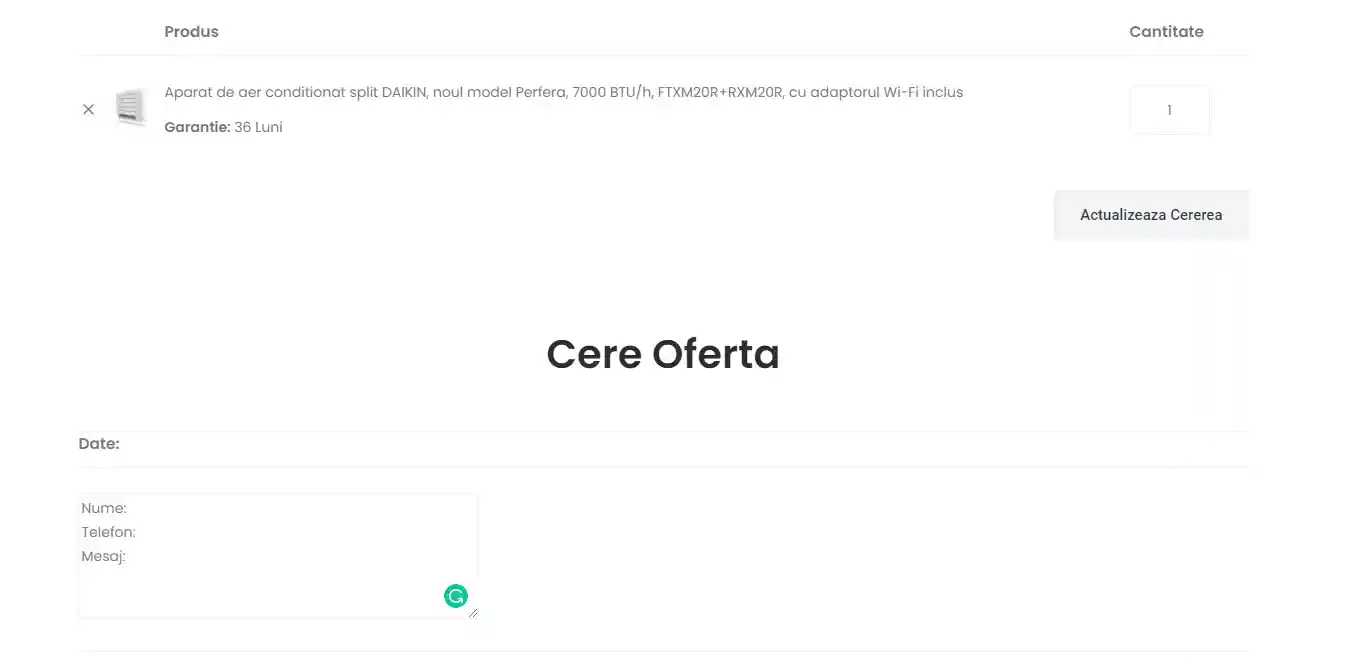 Produs Cantitate
Aparat de aer conditionat split DAIKIN, noul model Perfera, 7000 BTU/h, FTXM20R+RXM20R, cu adaptorul Wi-Fi inclus
1
Garantie: 36 Luni
Actualizeaza Cererea
Cere Oferta
Date:
Nume:
Telefon:
Mesaj: